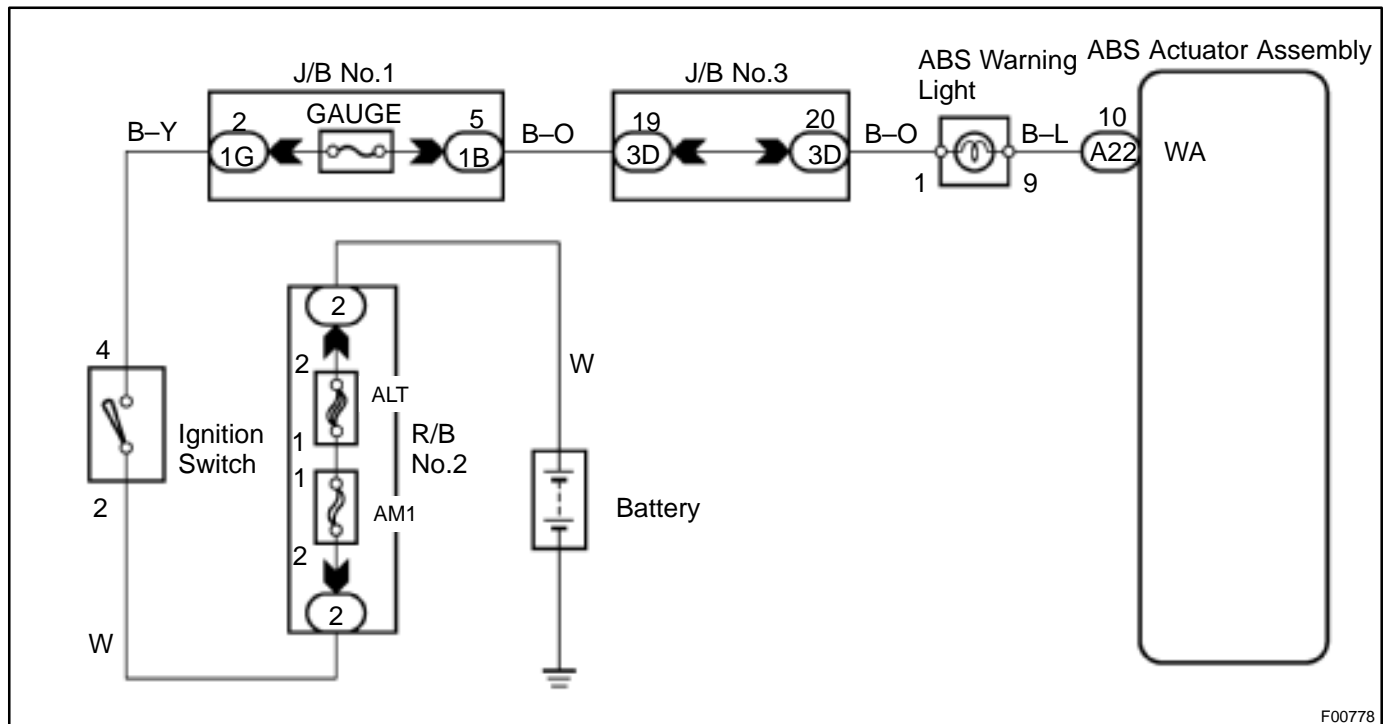 J/B No.1
J/B No.3
ABS Warning
Light
ABS Actuator Assembly
B–Y
2
1G
GAUGE
5
1B
B–O
19
3D
20
3D
B–O
1
9
B–L
10
A22
WA
4
Ignition
Switch
2
W
2
2
ALT
1
1
AM1
2
2
R/B
No.2
W
Battery
F00778